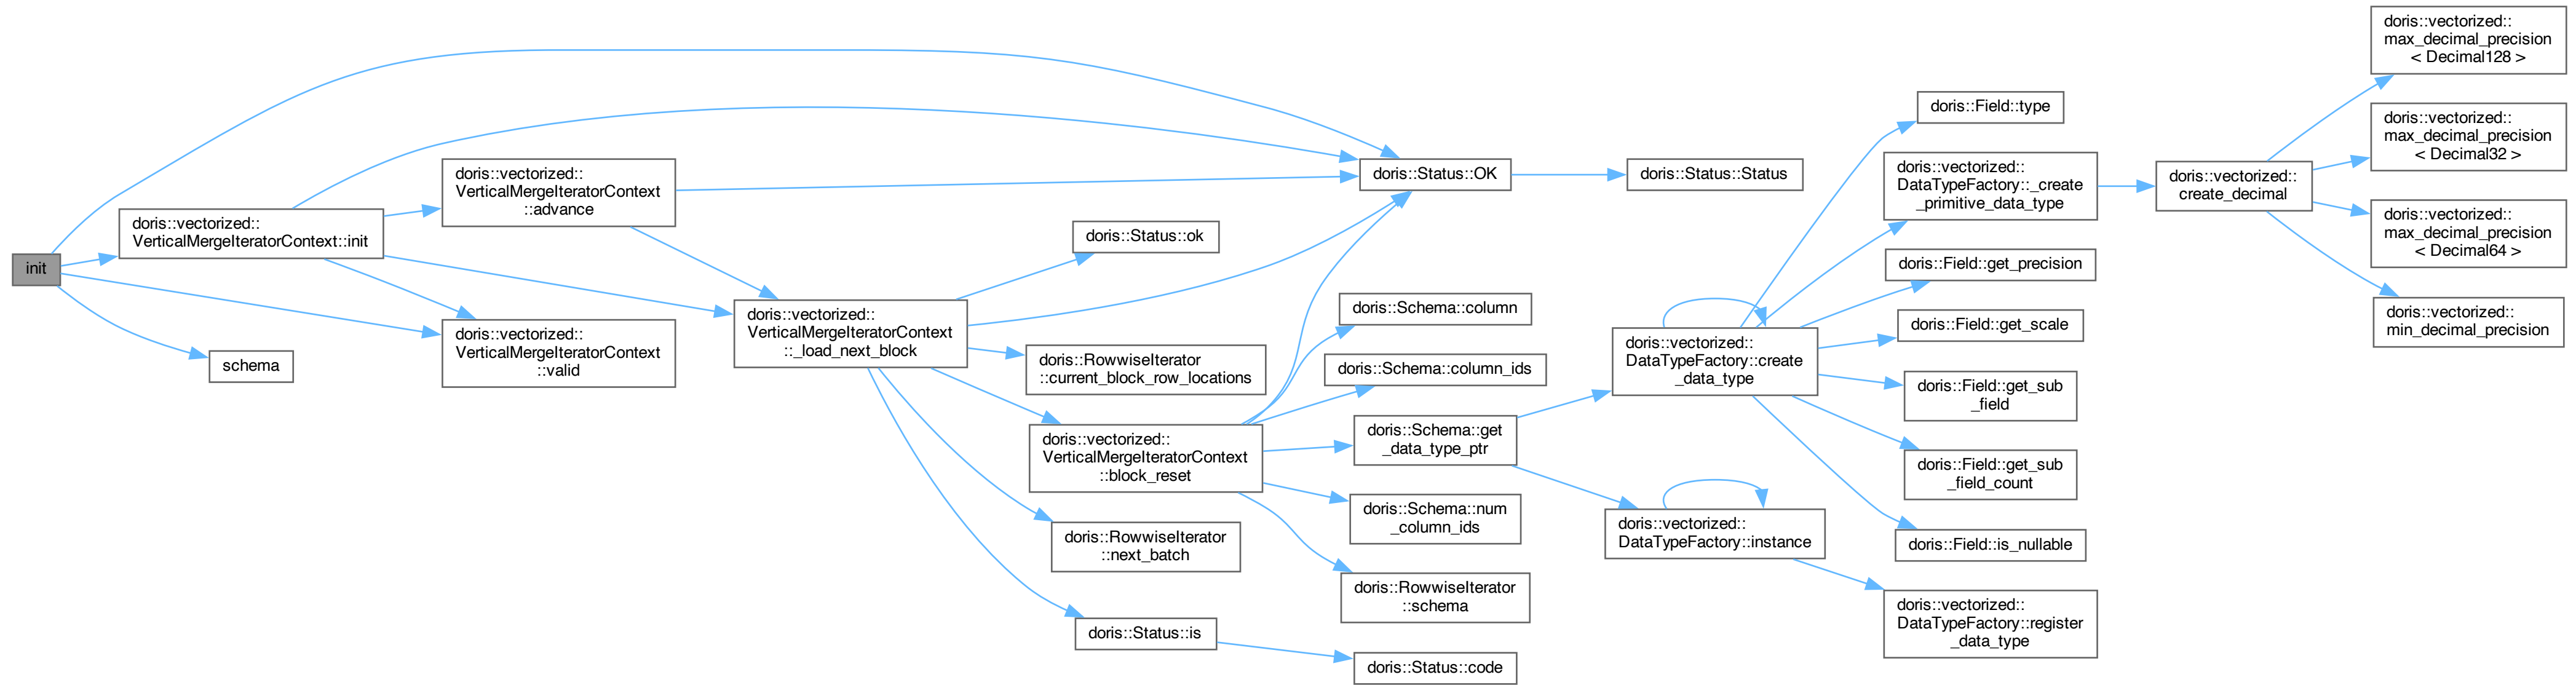 init
doris::vectorized::
VerticalMergeIteratorContext::init
schema
doris::vectorized::
VerticalMergeIteratorContext
::advance
doris::vectorized::
VerticalMergeIteratorContext
::valid
doris::vectorized::
VerticalMergeIteratorContext
::_load_next_block
doris::Status::ok
doris::RowwiseIterator
::current_block_row_locations
doris::vectorized::
VerticalMergeIteratorContext
::block_reset
doris::RowwiseIterator
::next_batch
doris::Status::is
doris::Status::OK
doris::Schema::column
doris::Schema::column_ids
doris::Schema::get
_data_type_ptr
doris::Schema::num
_column_ids
doris::RowwiseIterator
::schema
doris::Status::code
doris::Status::Status
doris::vectorized::
DataTypeFactory::create
_data_type
doris::vectorized::
DataTypeFactory::instance
doris::Field::type
doris::vectorized::
DataTypeFactory::_create
_primitive_data_type
doris::Field::get_precision
doris::Field::get_scale
doris::Field::get_sub
_field
doris::Field::get_sub
_field_count
doris::Field::is_nullable
doris::vectorized::
DataTypeFactory::register
_data_type
doris::vectorized::
create_decimal
doris::vectorized::
max_decimal_precision
< Decimal128 >
doris::vectorized::
max_decimal_precision
< Decimal32 >
doris::vectorized::
max_decimal_precision
< Decimal64 >
doris::vectorized::
min_decimal_precision